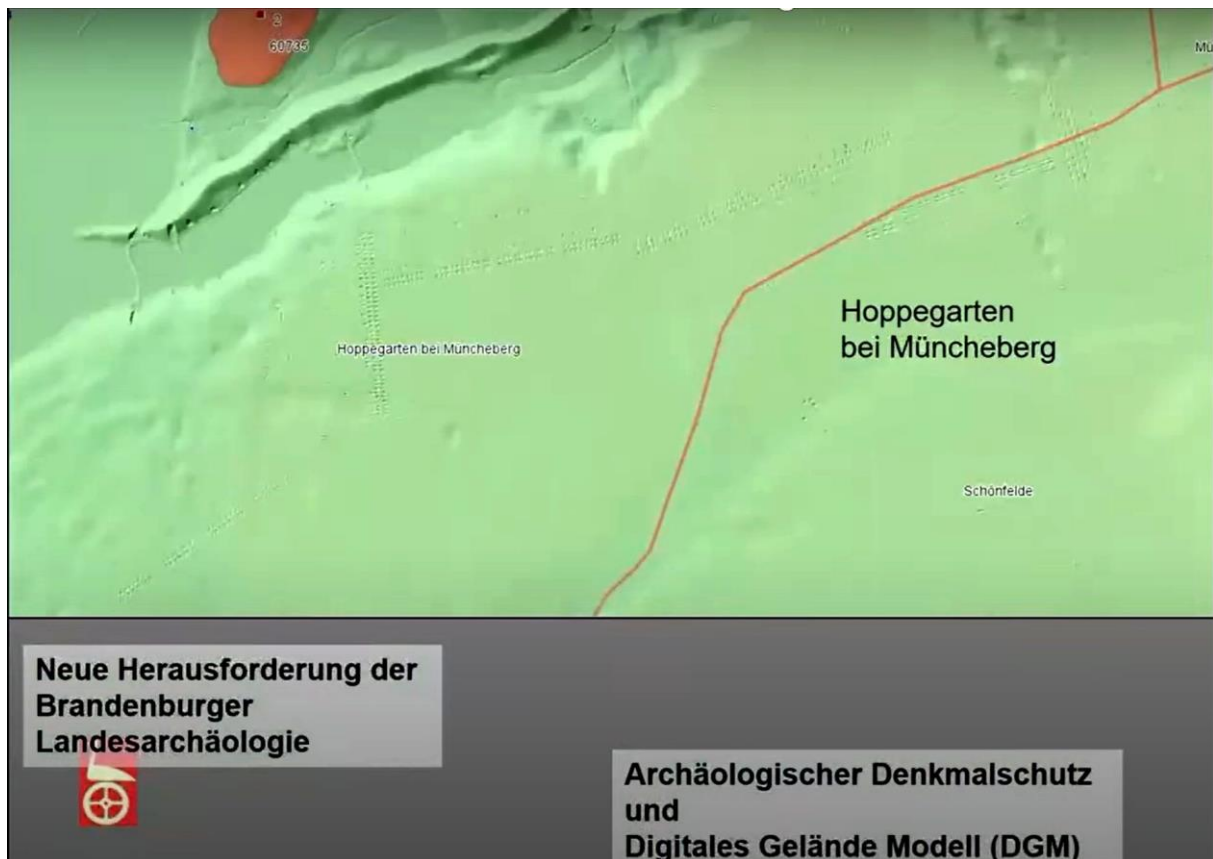 2
60735
Mü
Hoppegarten bei Müncheberg
Hoppegarten
bei Müncheberg
Schönfelde
Neue Herausforderung der
Brandenburger
Landesarchäologie
Archäologischer Denkmalschutz
und
Digitales Gelände Modell (DGM)